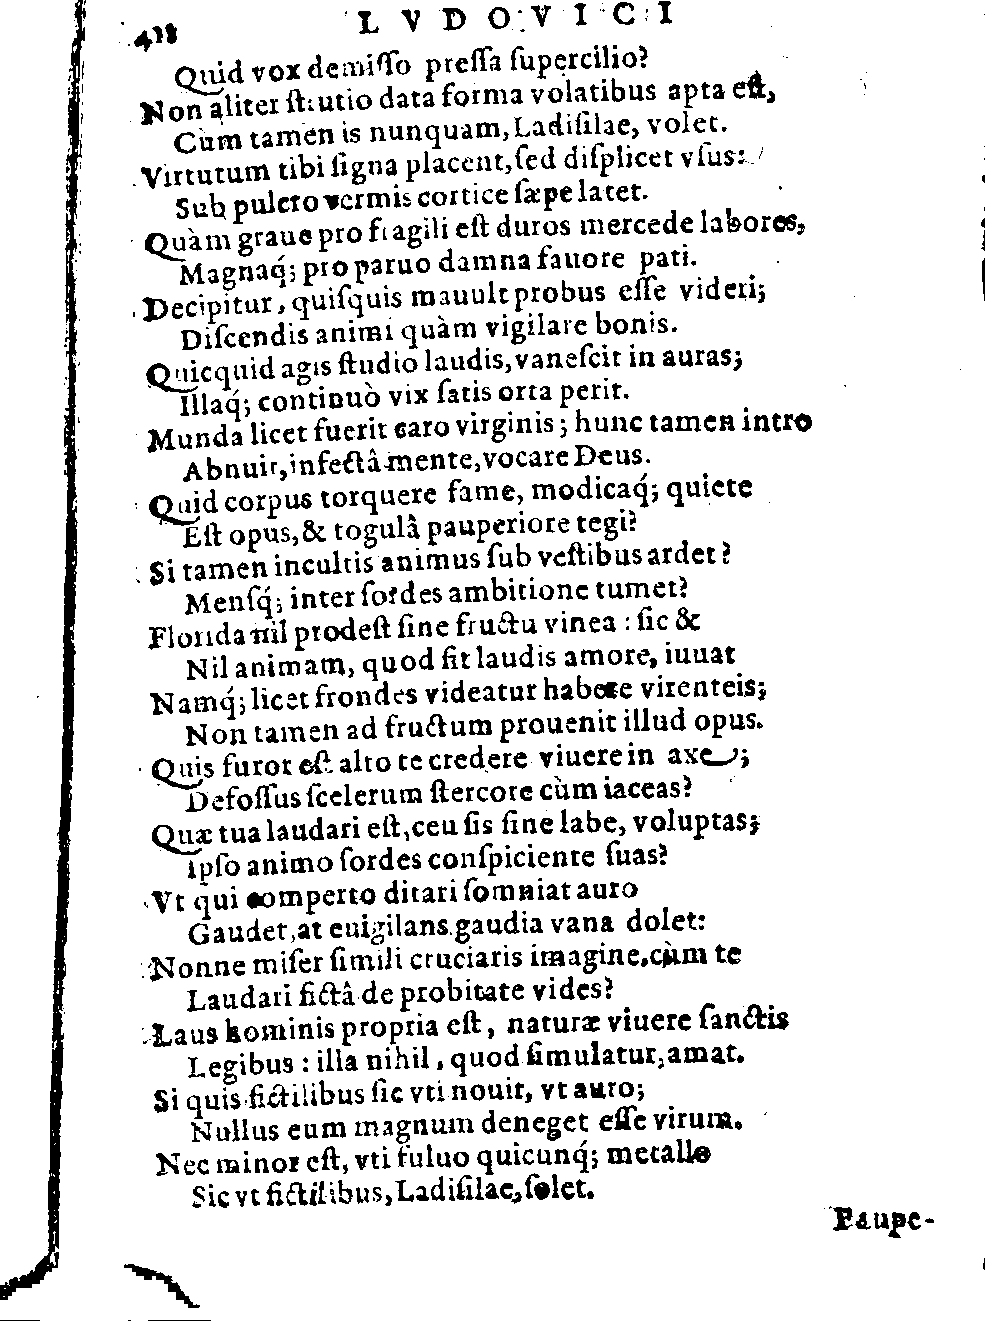 LVDOVICI
Quid vox demiſſo preſſa ſupercilio?
Non aliter ſtrutio data forma volatibus apta eſt,
Cùm tamen is nunquam, Ladiſilae, volet.
Virtutum tibi ſigna placent, ſed diſplicet vſus:
Sub pulcro vermis cortice ſæpe latet.
Quàm graue pro fragili eſt duros mercede labores,
Magnaq́; pro paruo damna fauore pati.
Decipitur, quiſquis mauult probus eſſe videri;
Diſcendis animi quàm vigilare bonis.
Quicquid agis ſtudio laudis, vaneſcit in auras;
Illaq́; continuò vix ſatis orta perit.
Munda licet fuerit caro virginis; hunc tamen intro
Abnuit, infectâ mente, vocare Deus.
Quid corpus torquere fame, modicaq́; quiete
Eſt opus, & togulâ pauperiore tegi?
Si tamen incultis animus ſub veſtibus ardet?
Menſq́; inter ſordes ambitione tumet?
Florida nil prodeſt ſine fructu vinea: ſic &
Nil animam, quod fit laudis amore, iuuat
Namq́; licet frondes videatur habere virenteis;
Non tamen ad fructum prouenit illud opus.
Quis furor eſt alto te credere viuere in axe;
Defoſſus ſcelerum ſtercore cùm iaceas?
Quæ tua laudari eſt, ceu ſis ſine labe, voluptas;
Ipſo animo ſordes conſpiciente ſuas?
Vt qui comperto ditari ſomniat auro
Gaudet, at euigilans gaudia vana dolet:
Nonne miſer ſimili cruciaris imagine, cùm te
Laudari fictâ de probitate vides?
Laus hominis propria eſt, naturæ viuere ſanctis
Legibus: illa nihil, quod ſimulatur, amat.
Si quis fictilibus ſic vti nouit, vt auro;
Nullus eum magnum deneget eſſe virum.
Nec minor eſt, vti fuluo quicunq́; metallo
Sic vt fictilibus, Ladiſilae, ſolet.
Paupe-